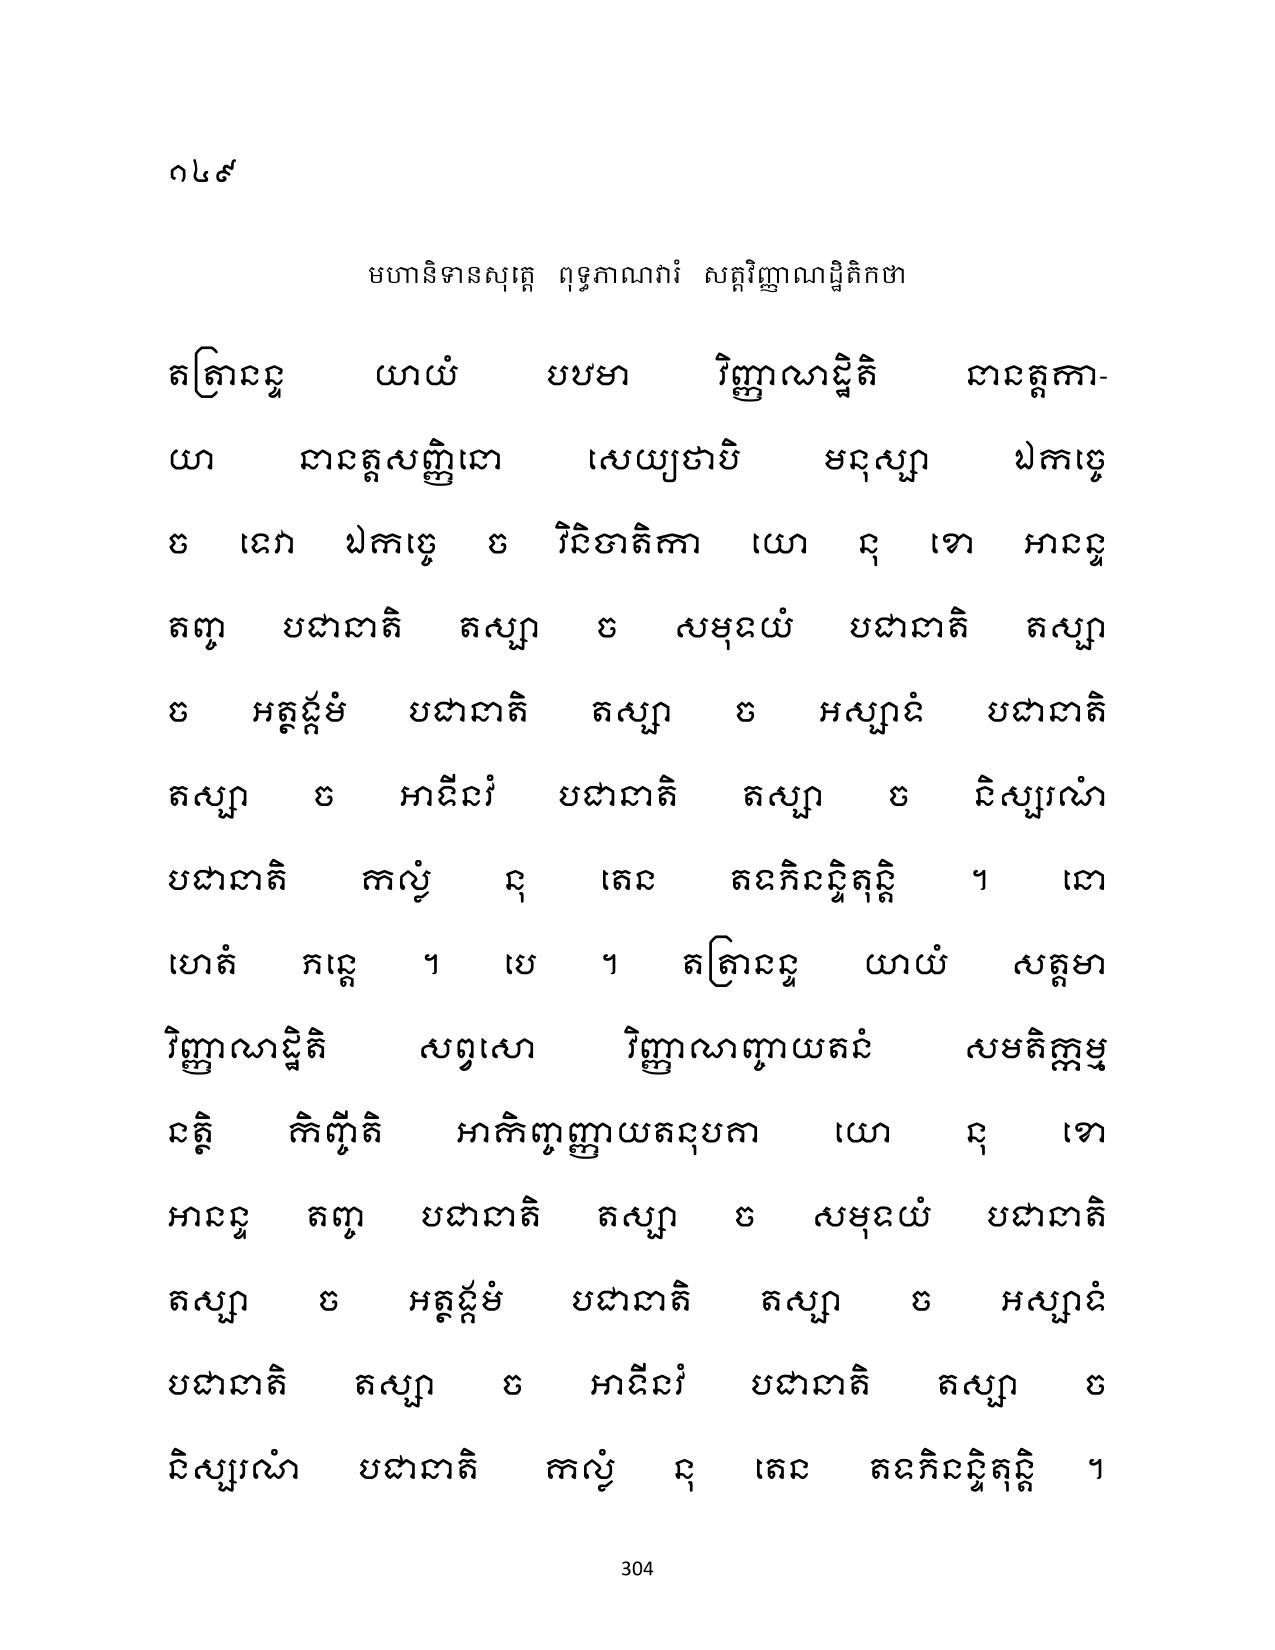 ១៤៩
មហានិទានសុត្តេ ពុទ្ធភាណវារំ សត្តវិញ្ញាណដ្ឋិតិកថា
តត្រានន្ទ យាយំ បឋមា វិញ្ញាណដ្ឋិតិ នានត្តកា-
យា នានត្តសញ្ញិនោ សេយ្យថាបិ មនុស្សា ឯកច្ចេ
ច ទេវា ឯកច្ចេ ច វិនិបាតិកា យោ នុ ខោ អានន្ទ
តញ្ច បជានាតិ តស្សា ច សមុទយំ បជានាតិ តស្សា
ច អត្ថង្គមំ បជានាតិ តស្សា ច អស្សាទំ បជានាតិ
តស្សា ច អាទីនវំ បជានាតិ តស្សា ច និស្សរណំ
បជានាតិ កល្លំ នុ តេន តទភិនន្ទិតុន្តិ ។ នោ
ហេតំ ភន្តេ ។ បេ ។ តត្រានន្ទ យាយំ សត្តមា
វិញ្ញាណដ្ឋិតិ សព្វសោ វិញ្ញាណញ្ចាយតនំ សមតិក្កម្ម
នត្ថិ កិញ្ចីតិ អាកិញ្ចញ្ញាយតនុបគា យោ នុ ខោ
អានន្ទ តញ្ច បជានាតិ តស្សា ច សមុទយំ បជានាតិ
តស្សា ច អត្ថង្គមំ បជានាតិ តស្សា ច អស្សាទំ
បជានាតិ តស្សា ច អាទីនវំ បជានាតិ តស្សា ច
និស្សរណំ បជានាតិ កល្លំ នុ តេន តទភិនន្ទិតុន្តិ ។
304